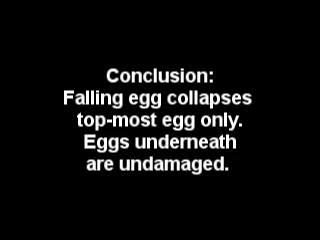 Conclusion:
Falling egg collapses
top-most egg only.
Eggs underneath
are undamaged.